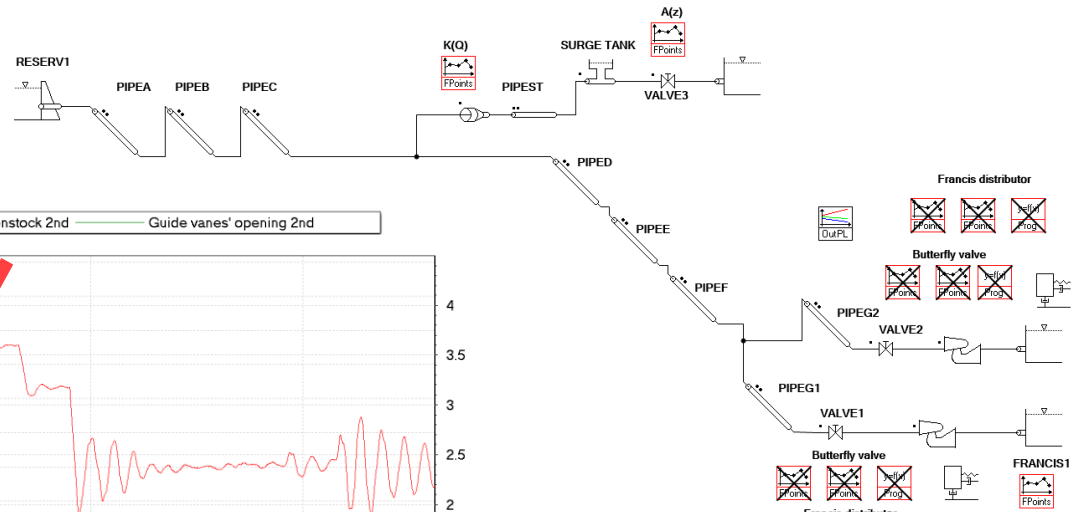 A(z)
FPoints
K(Q)
FPoints
SURGE TANK
RESERV1
PIPEA
PIPEB
PIPEC
PIPEST
VALVE3
PIPED
Francis distributor
FPoints
FPoints
y=f(x)
Prog
OutPL
nstock 2nd
Guide vanes' opening 2nd
PIPEE
Butterfly valve
FPoints
FPoints
y=f(x)
Prog
PIPEF
4
PIPEG2
VALVE2
3.5
PIPEG1
3
VALVE1
2.5
Butterfly valve
FRANCIS1
FPoints
FPoints
y=f(x)
Prog
FPoints
2
Francis distributor